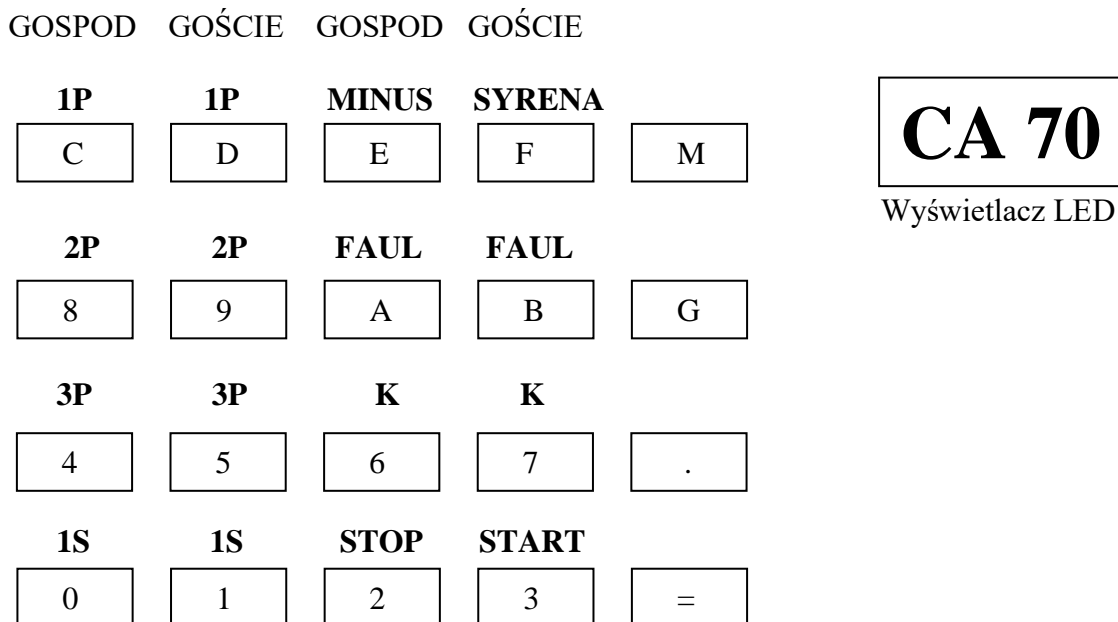 GOSPOD GOŚCIE GOSPOD GOŚCIE
1P 1P MINUS SYRENA
C D E F M
CA 70
Wyświetlacz LED
2P 2P FAUL FAUL
8 9 A B G
3P 3P K K
4 5 6 7 .
1S 1S STOP START
0 1 2 3 =